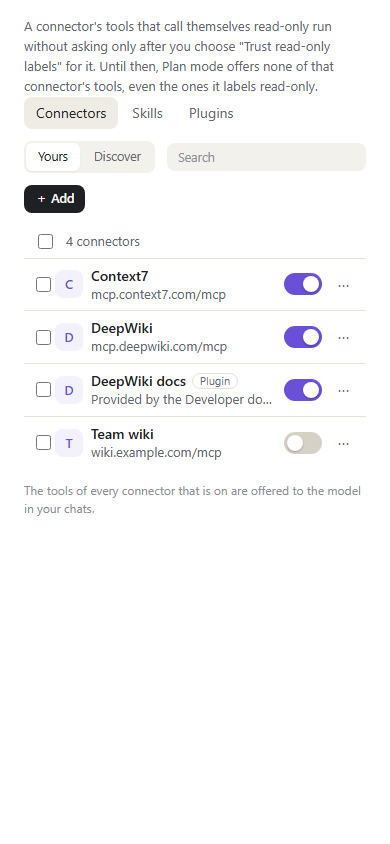 A connector's tools that call themselves read-only run
without asking only after you choose "Trust read-only
labels" for it. Until then, Plan mode offers none of that
connector's tools, even the ones it labels read-only.
Connectors Skills Plugins
Yours Discover Search
+ Add
4 connectors
C Context7
mcp.context7.com/mcp
D DeepWiki
mcp.deepwiki.com/mcp
D DeepWiki docs Plugin
Provided by the Developer do...
T Team wiki
wiki.example.com/mcp
The tools of every connector that is on are offered to the model
in your chats.